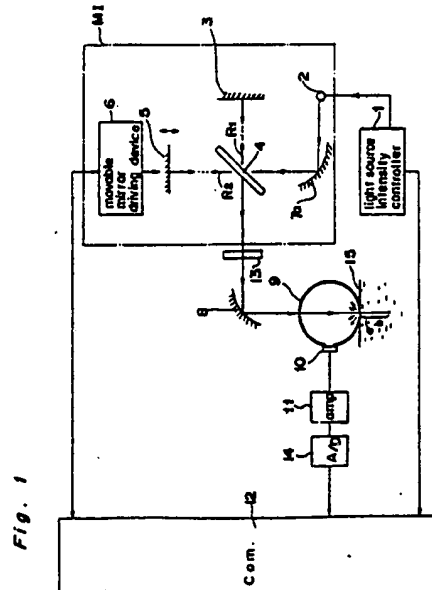 Fig. 1
MI
movable
mirror
driving device
6
5
3
R1
R2
4
2
7a
1
light source
intensity
controller
13
8
9
15
10
a
b
11
amp
14
A/D
12
Com.